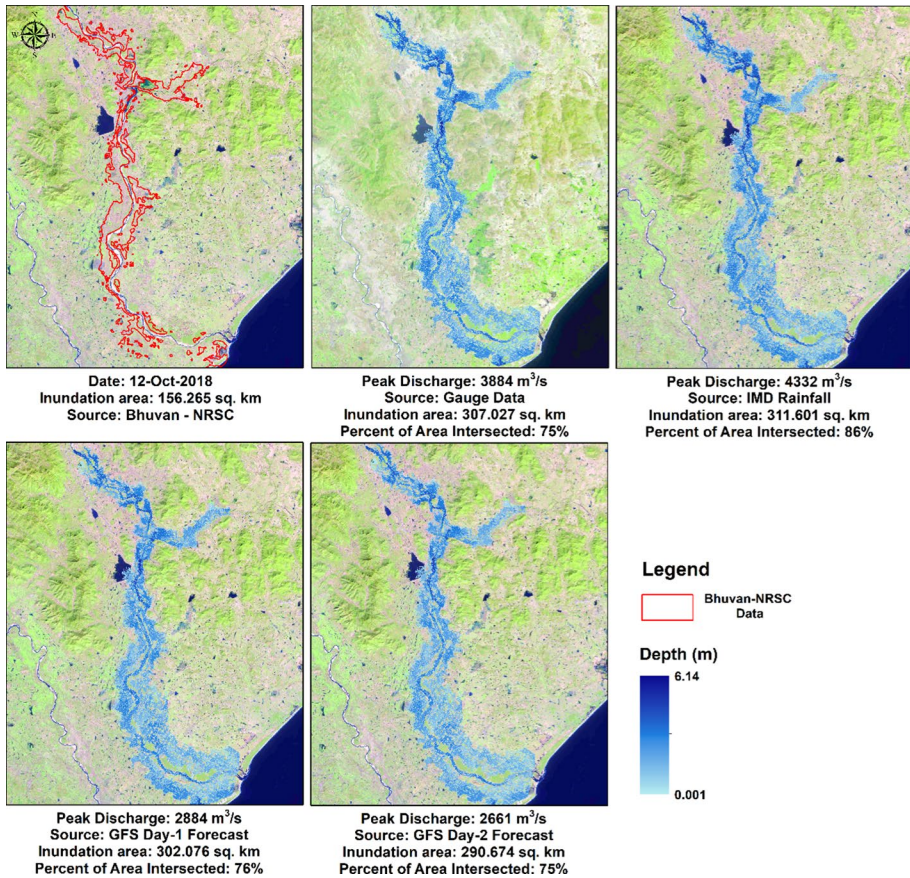 N
W
E
S
Date: 12-Oct-2018
Inundation area: 156.265 sq. km
Source: Bhuvan - NRSC
Peak Discharge: 3884 m³/s
Source: Gauge Data
Inundation area: 307.027 sq. km
Percent of Area Intersected: 75%
Peak Discharge: 4332 m³/s
Source: IMD Rainfall
Inundation area: 311.601 sq. km
Percent of Area Intersected: 86%
Peak Discharge: 2884 m³/s
Source: GFS Day-1 Forecast
Inundation area: 302.076 sq. km
Percent of Area Intersected: 76%
Peak Discharge: 2661 m³/s
Source: GFS Day-2 Forecast
Inundation area: 290.674 sq. km
Percent of Area Intersected: 75%
Legend
Bhuvan-NRSC
Data
Depth (m)
6.14
0.001